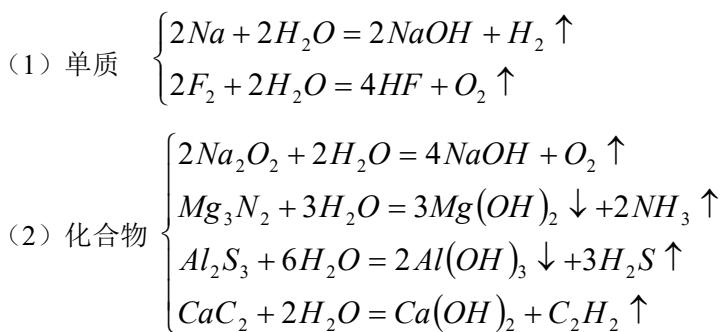 （1）单质 2Na + 2H₂O = 2NaOH + H₂ ↑
2F₂ + 2H₂O = 4HF + O₂ ↑
2Na₂O₂ + 2H₂O = 4NaOH + O₂ ↑
Mg₃N₂ + 3H₂O = 3Mg(OH)₂ ↓ +2NH₃ ↑
（2）化合物
Al₂S₃ + 6H₂O = 2Al(OH)₃ ↓ +3H₂S ↑
CaC₂ + 2H₂O = Ca(OH)₂ + C₂H₂ ↑